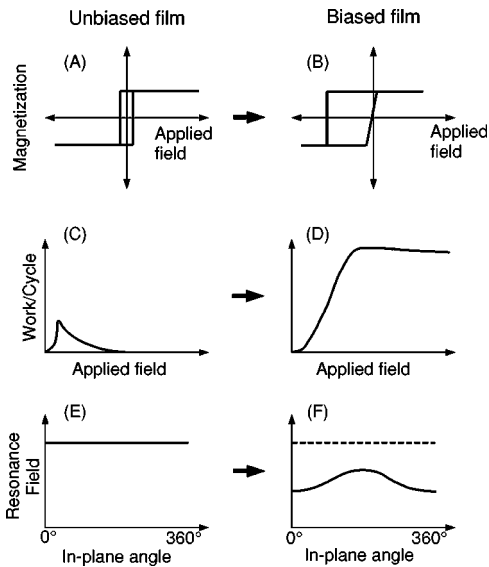 Unbiased film
Biased film
(A)
(B)
Magnetization
Applied
field
Applied
field
(C)
(D)
Work/Cycle
Applied field
Applied field
(E)
(F)
Resonance
Field
0°
360°
0°
360°
In-plane angle
In-plane angle